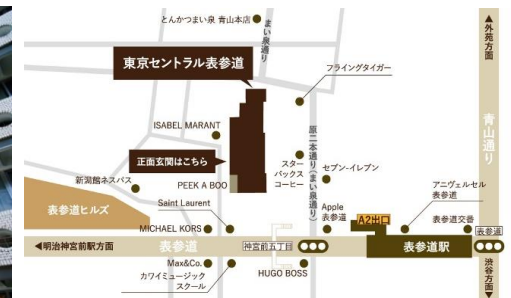 とんかつまい泉 青山本店
まい泉通り
▲外苑方面
東京セントラル表参道
フライングタイガー
青山通り
ISABEL MARANT
原二本通り(まい泉通り)
正面玄関はこちら
スター
バックス
コーヒー
セブン-イレブン
新潟館ネスパス
PEEK A BOO
アニヴェルセル
表参道
表参道ヒルズ
Saint Laurent
Apple
表参道
A2出口
表参道交番
MICHAEL KORS
表参道
◀明治神宮前駅方面
表参道
神宮前五丁目
表参道駅
Max&Co.
カワイミュージック
スクール
HUGO BOSS
渋谷方面▼